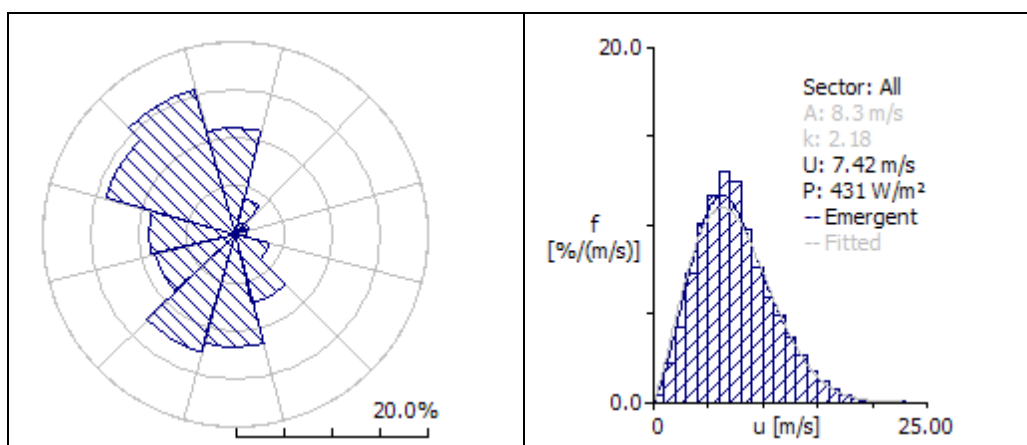 20.0%
20.0
Sector: All
A: 8.3 m/s
k: 2.18
U: 7.42 m/s
P: 431 W/m²
-- Emergent
-- Fitted
f
[%/(m/s)]
0.0
0
u [m/s]
25.00